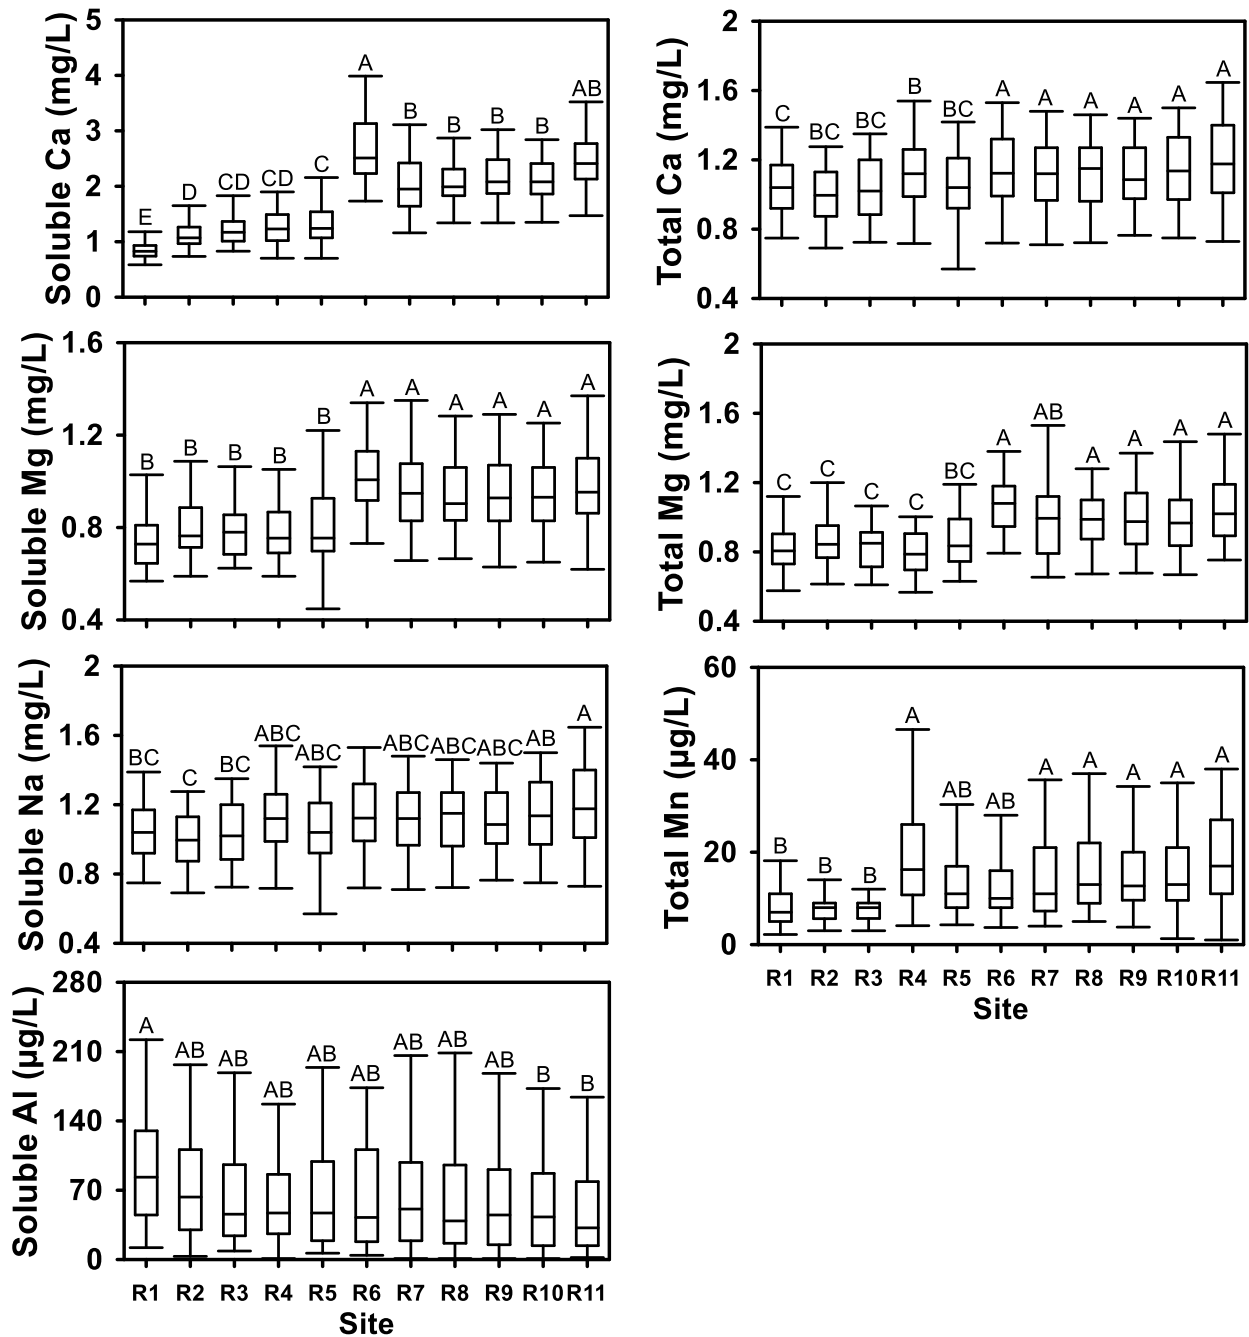 Soluble Ca (mg/L)
5
4
3
2
1
0
E D CD CD C A B B B B AB
Total Ca (mg/L)
2
1.6
1.2
0.8
0.4
C BC BC B BC A A A A A A
Soluble Mg (mg/L)
1.6
1.2
0.8
0.4
B B B B B A A A A A A
Total Mg (mg/L)
2
1.6
1.2
0.8
0.4
C C C C BC A AB A A A A
Soluble Na (mg/L)
2
1.6
1.2
0.8
0.4
BC C BC ABC ABC ABC ABC ABC AB A
Total Mn (µg/L)
60
40
20
0
B B B A AB AB A A A A A
R1 R2 R3 R4 R5 R6 R7 R8 R9 R10 R11
Site
Soluble Al (µg/L)
280
210
140
70
0
A AB AB AB AB AB AB AB AB B B
R1 R2 R3 R4 R5 R6 R7 R8 R9 R10 R11
Site